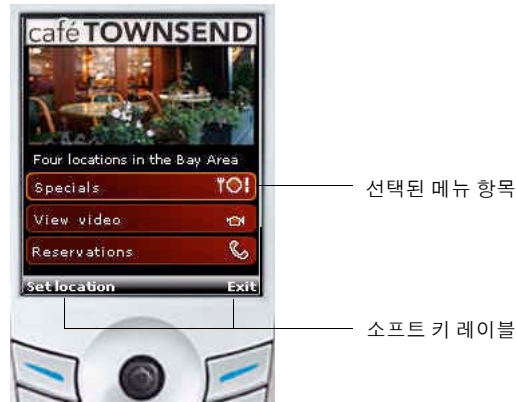 café TOWNSEND
Four locations in the Bay Area
Specials
선택된 메뉴 항목
View video
Reservations
Set location Exit
소프트 키 레이블